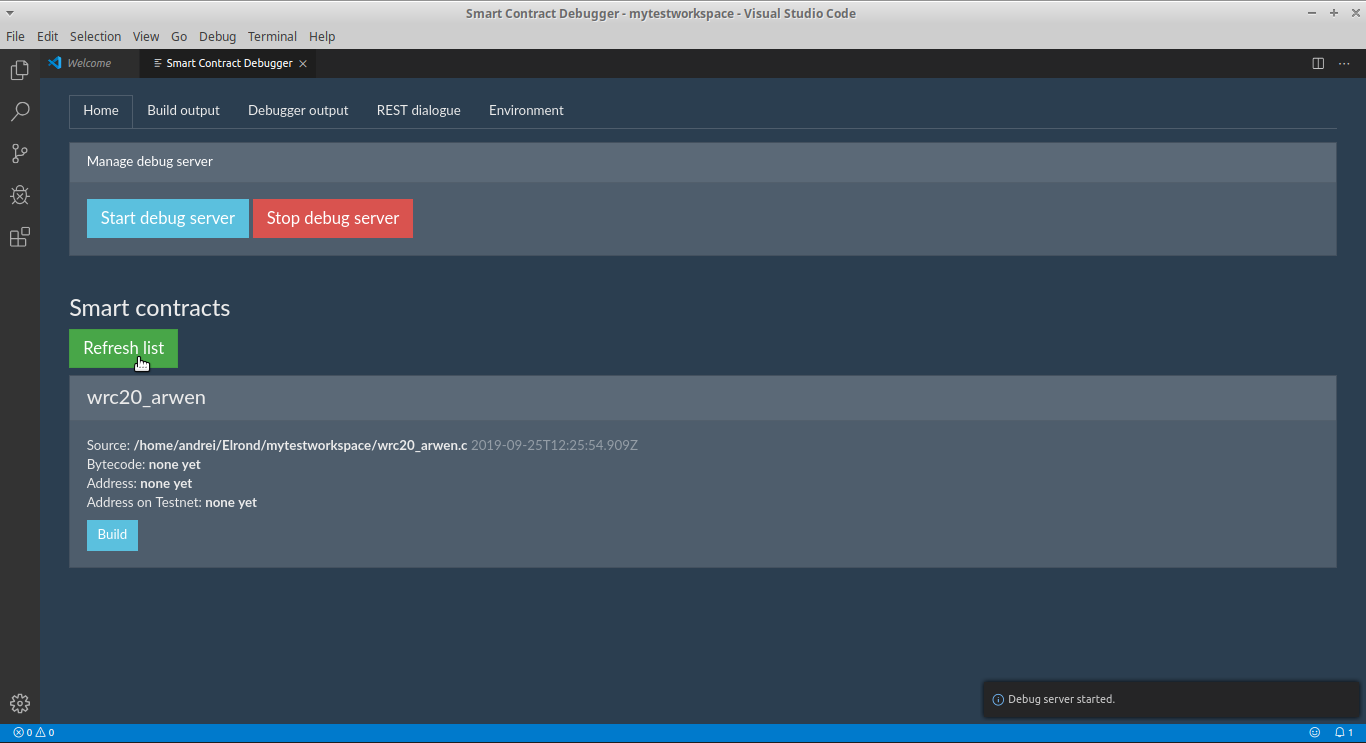 Smart Contract Debugger - mytestworkspace - Visual Studio Code
File Edit Selection View Go Debug Terminal Help
Welcome Smart Contract Debugger
Home Build output Debugger output REST dialogue Environment
Manage debug server
Start debug server Stop debug server
Smart contracts
Refresh list
wrc20_arwen
Source: /home/andrei/Elrond/mytestworkspace/wrc20_arwen.c 2019-09-25T12:25:54.909Z
Bytecode: none yet
Address: none yet
Address on Testnet: none yet
Build
Debug server started.
0 0 1